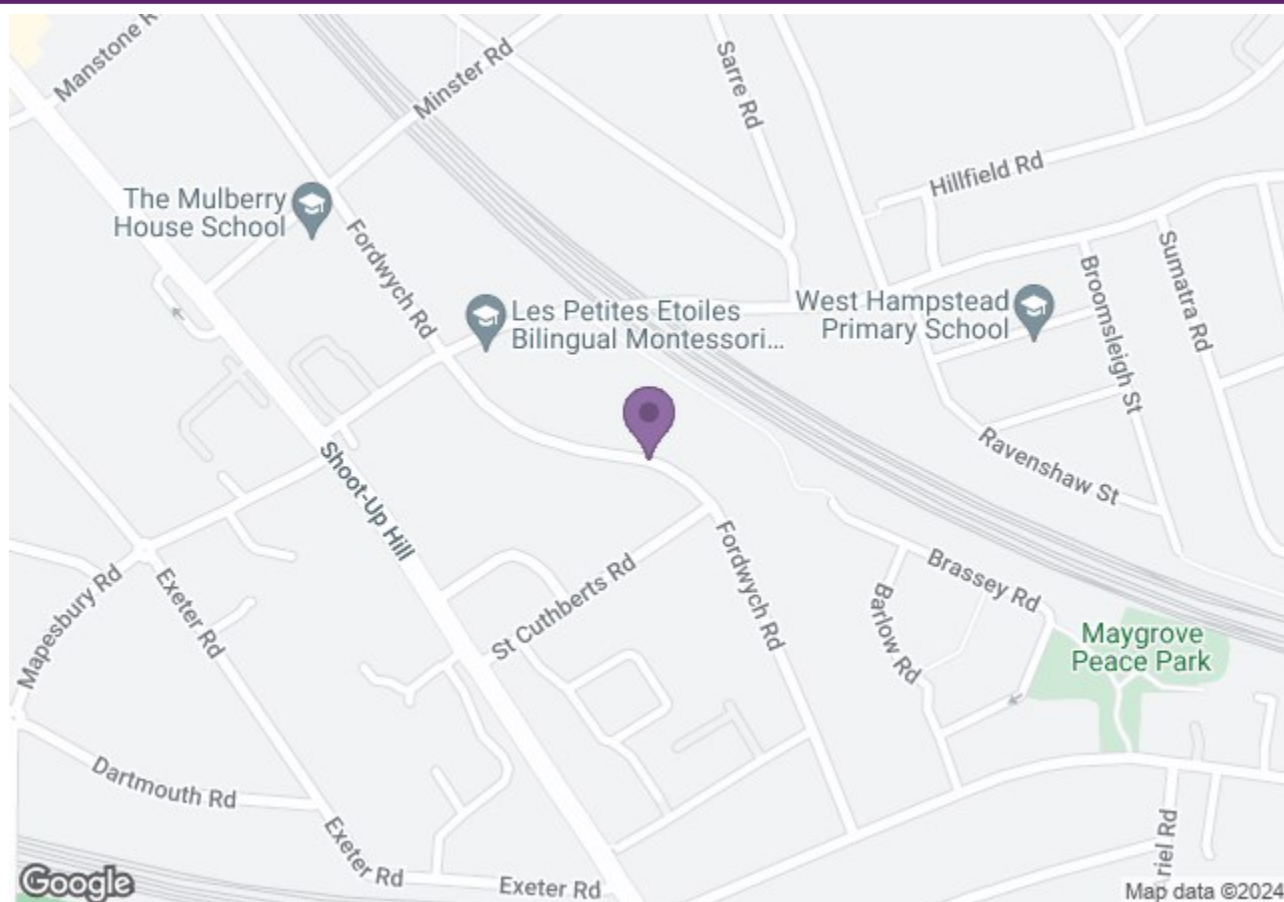 Manstone R
Minster Rd
Sarre Rd
Hillfield Rd
The Mulberry
House School
Fordwych Rd
Les Petites Etoiles
Bilingual Montessori...
West Hampstead
Primary School
Broomsleigh St
Sumatra Rd
Ravenshaw St
Shoot-Up Hill
Mapesbury Rd
Exeter Rd
St Cuthberts Rd
Fordwych Rd
Brassey Rd
Barlow Rd
Maygrove
Peace Park
Dartmouth Rd
Exeter Rd
Exeter Rd
Ariel Rd
Google
Map data ©2024